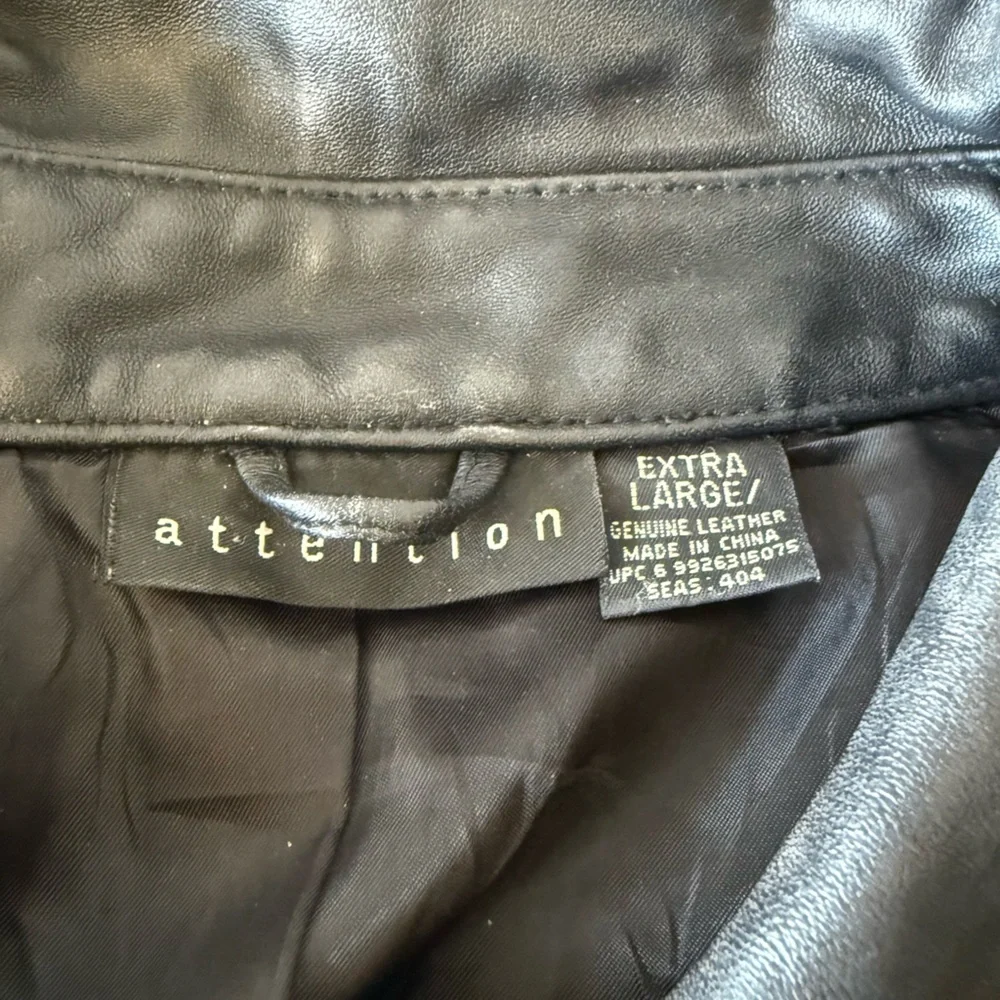 attention
EXTRA
LARGE/
GENUINE LEATHER
MADE IN CHINA
UPC 6 9926315075
SEAS: 404